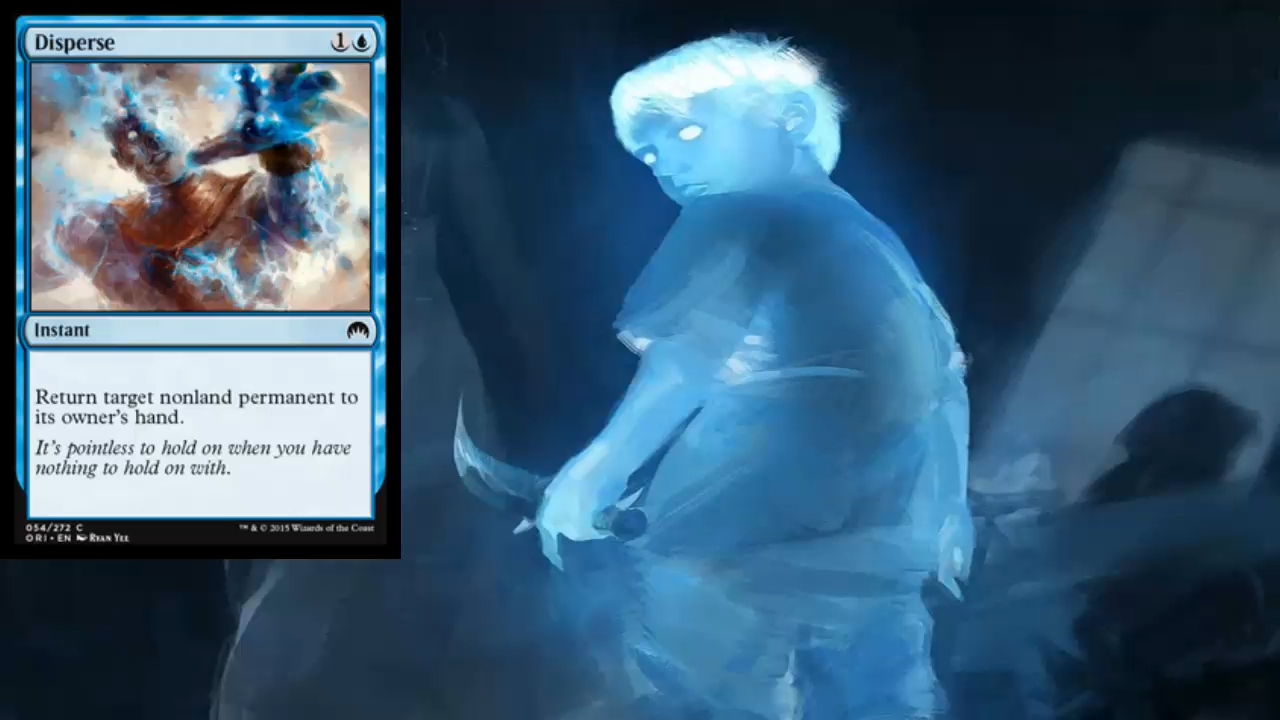 Disperse 1
Instant
Return target nonland permanent to
its owner's hand.
It's pointless to hold on when you have
nothing to hold on with.
054/272 C
™ & © 2015 Wizards of the Coast
ORI • EN Ryan Yee